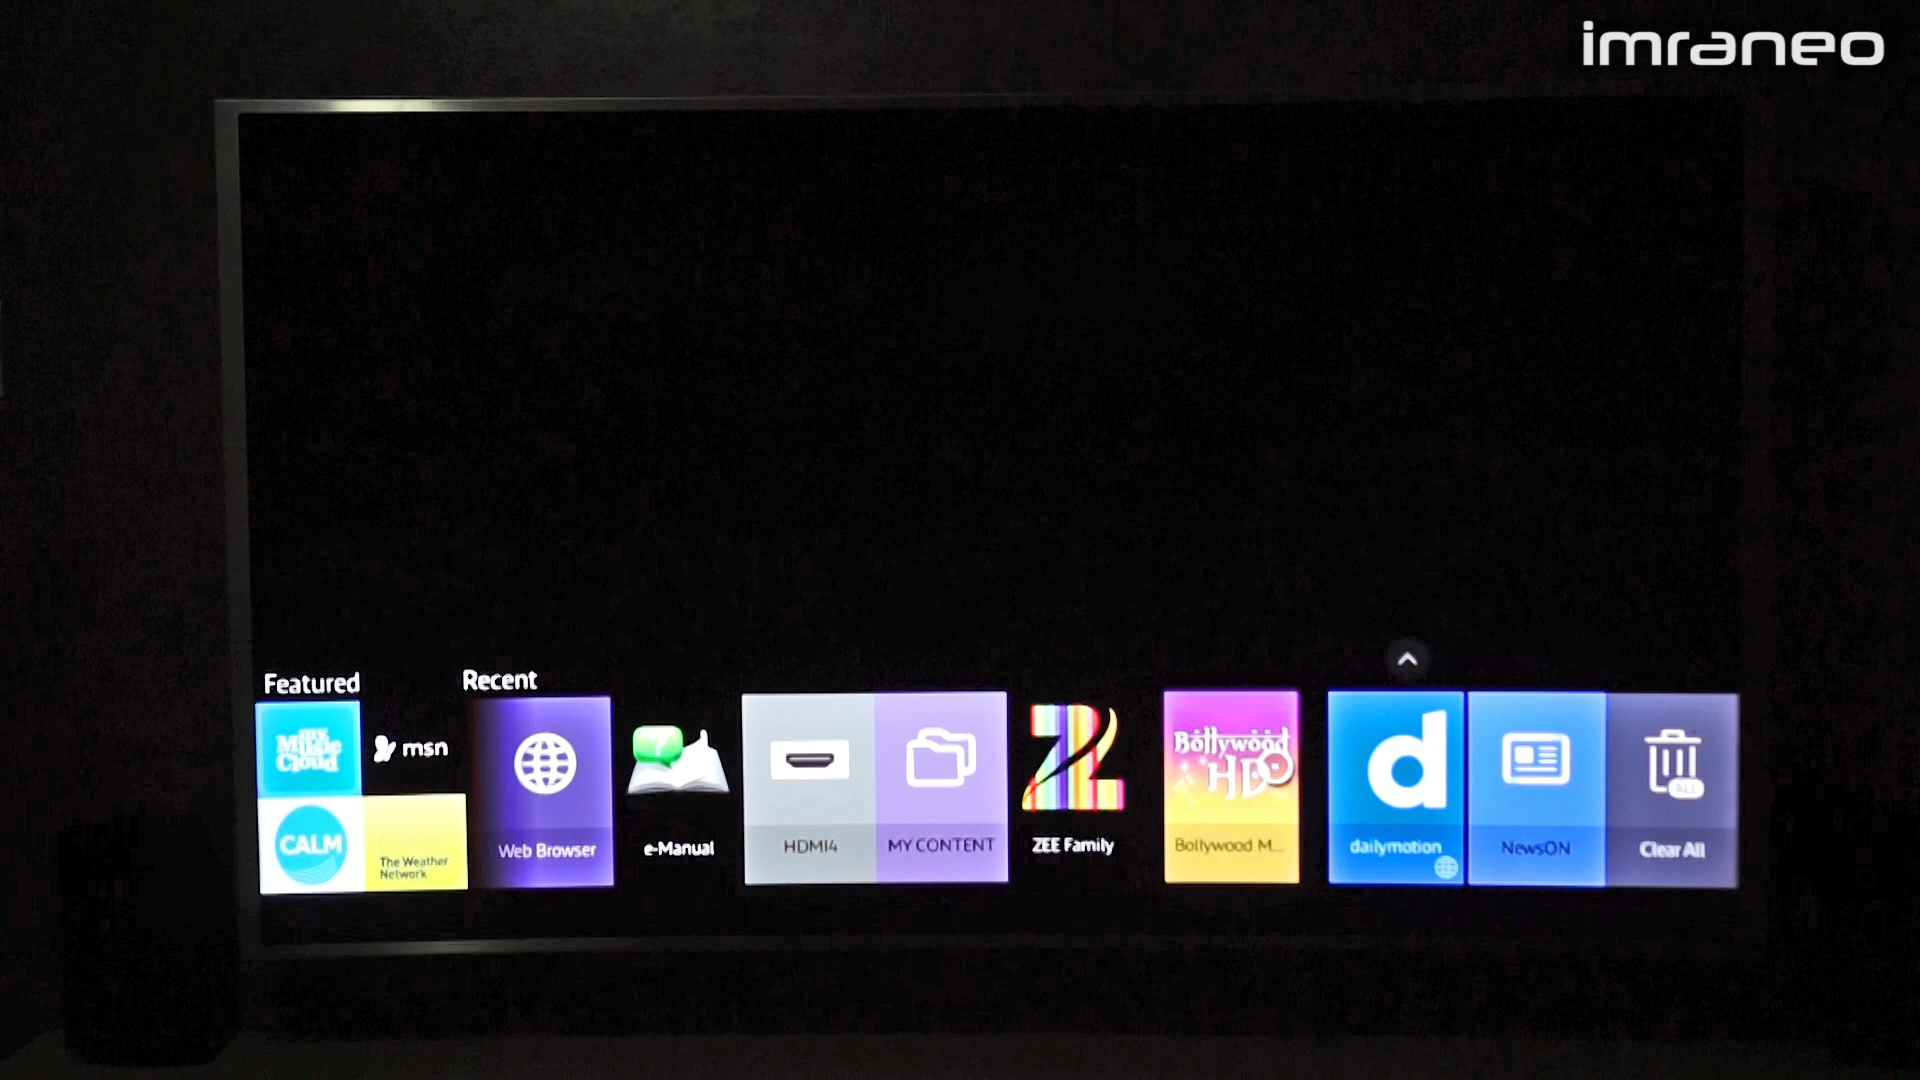 imraneo
Featured
Recent
my
Music
Cloud
msn
CALM
The Weather
Network
Web Browser
?
e-Manual
HDMI4
MY CONTENT
ZEE Family
Bollywood
HD
Bollywood M...
d
dailymotion
NewsON
ALL
Clear All